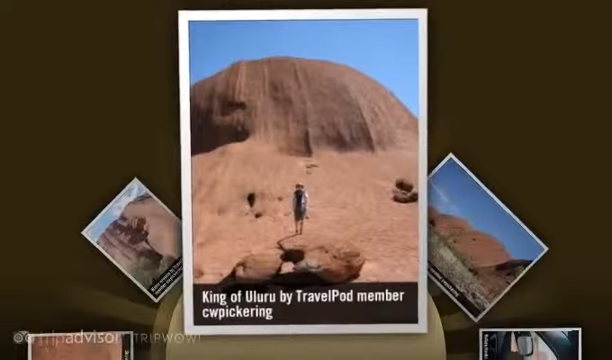 King of Uluru by TravelPod member
cwpickering
tripadvisor TRIPWOW!